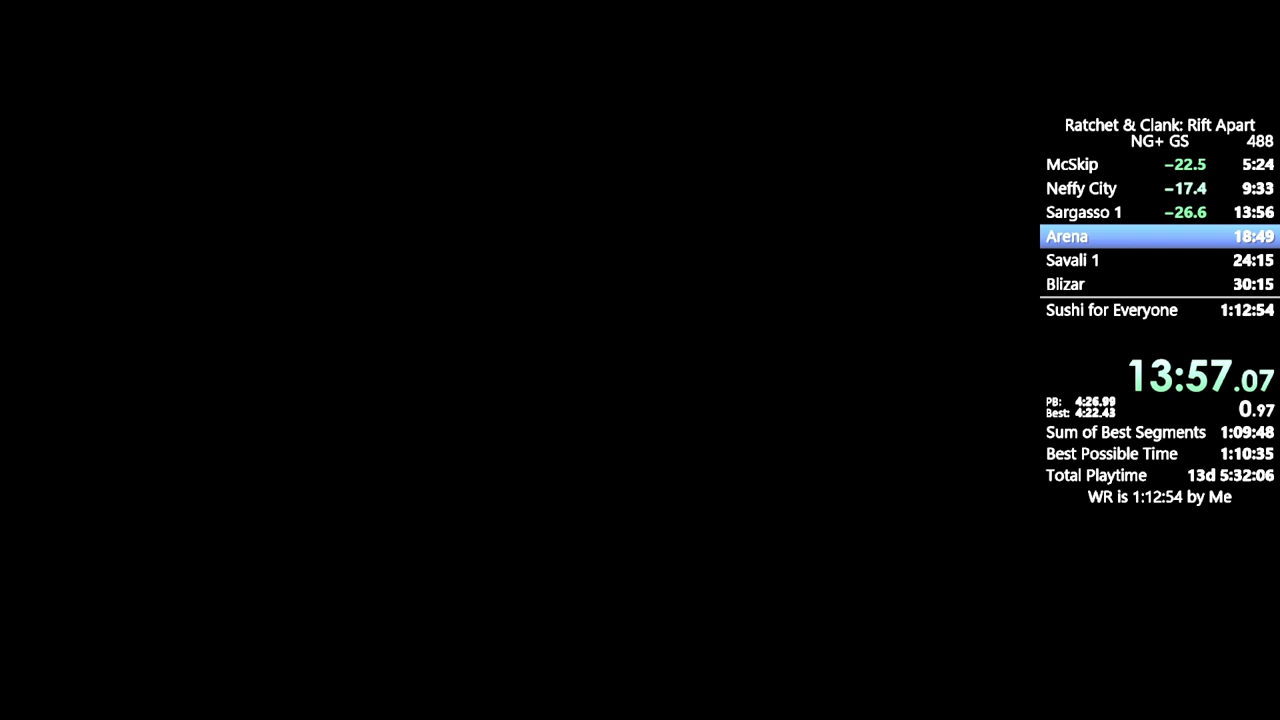 Ratchet & Clank: Rift Apart
NG+ GS 488
McSkip −22.5 5:24
Neffy City −17.4 9:33
Sargasso 1 −26.6 13:56
Arena 18:49
Savali 1 24:15
Blizar 30:15
Sushi for Everyone 1:12:54
13:57.07
PB: 4:26.99
Best: 4:22.43 0.97
Sum of Best Segments 1:09:48
Best Possible Time 1:10:35
Total Playtime 13d 5:32:06
WR is 1:12:54 by Me